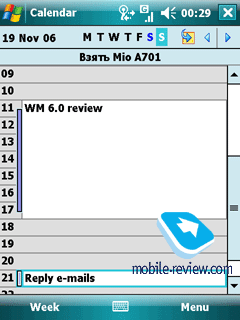 Calendar 00:29
19 Nov 06 M T W T F S S
Взять Mio A701
09
10
11 WM 6.0 review
12
13
14
15
16
17
18
19
20
21 Reply e-mails
mobile-review.com
Week Menu